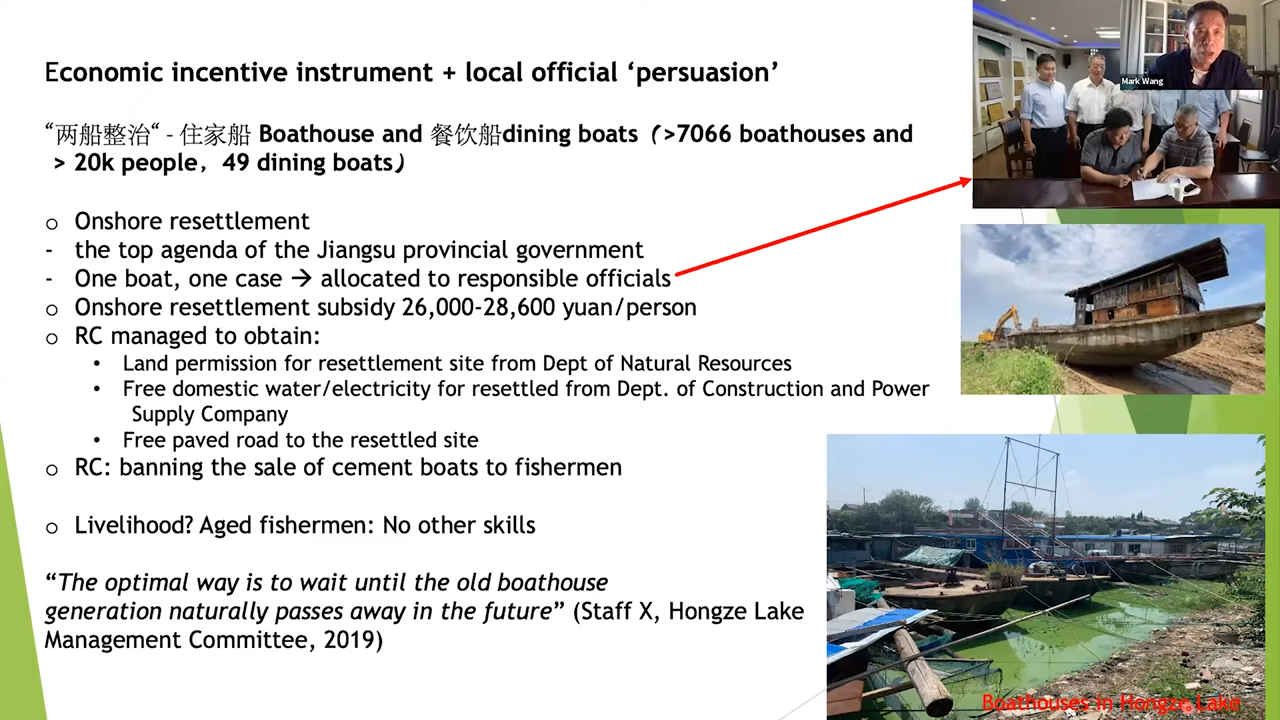 Economic incentive instrument + local official ‘persuasion’
“两船整治“ - 住家船 Boathouse and 餐饮船dining boats（>7066 boathouses and
> 20k people，49 dining boats）
o Onshore resettlement
- the top agenda of the Jiangsu provincial government
- One boat, one case → allocated to responsible officials
o Onshore resettlement subsidy 26,000-28,600 yuan/person
o RC managed to obtain:
• Land permission for resettlement site from Dept of Natural Resources
• Free domestic water/electricity for resettled from Dept. of Construction and Power
Supply Company
• Free paved road to the resettled site
o RC: banning the sale of cement boats to fishermen
o Livelihood? Aged fishermen: No other skills
“The optimal way is to wait until the old boathouse
generation naturally passes away in the future” (Staff X, Hongze Lake
Management Committee, 2019)
Mark Wang
Boathouses in Hongze Lake